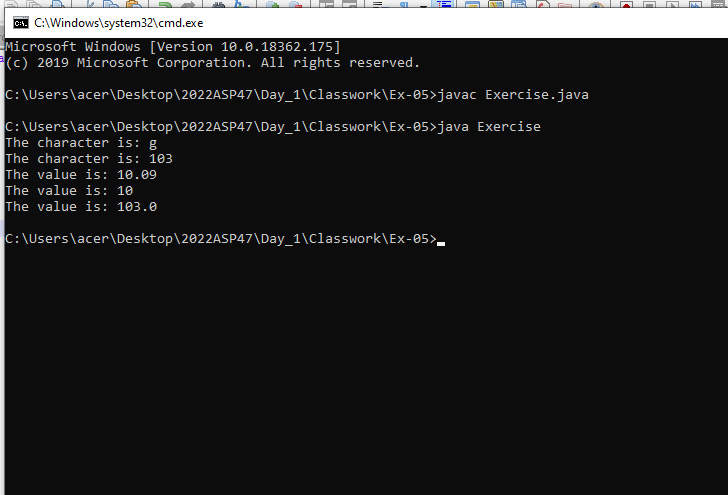 C:\Windows\system32\cmd.exe
Microsoft Windows [Version 10.0.18362.175]
(c) 2019 Microsoft Corporation. All rights reserved.
C:\Users\acer\Desktop\2022ASP47\Day_1\Classwork\Ex-05>javac Exercise.java
C:\Users\acer\Desktop\2022ASP47\Day_1\Classwork\Ex-05>java Exercise
The character is: g
The character is: 103
The value is: 10.09
The value is: 10
The value is: 103.0
C:\Users\acer\Desktop\2022ASP47\Day_1\Classwork\Ex-05>